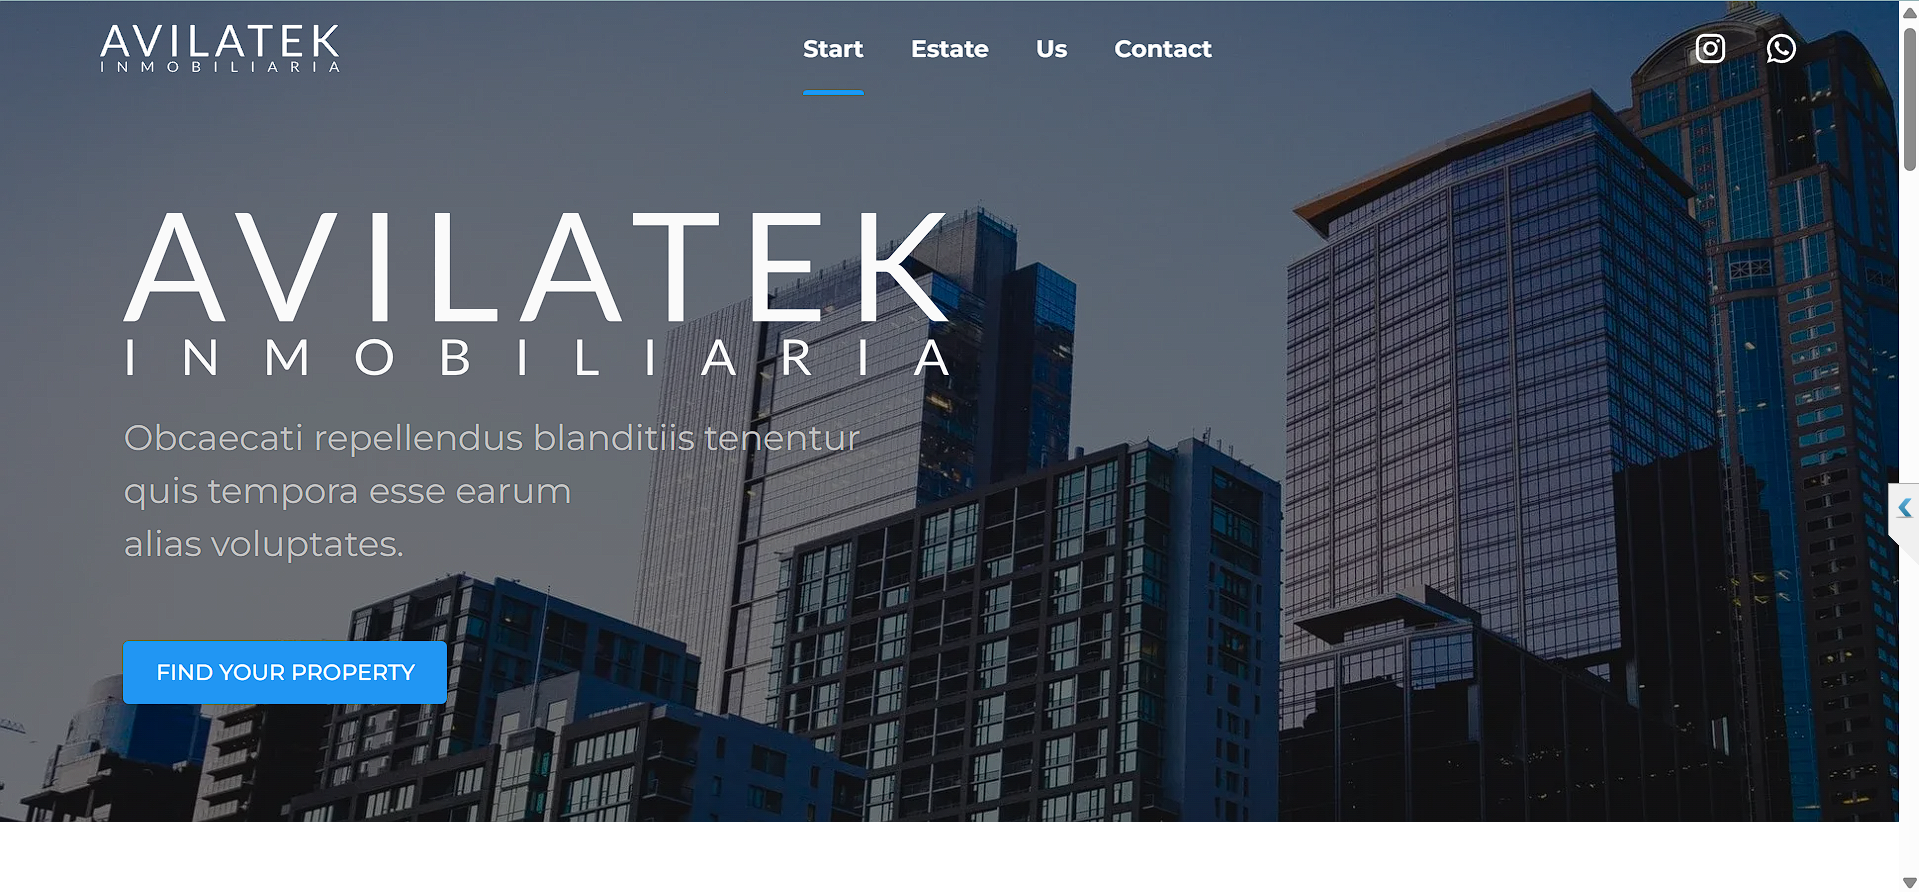 AVILATEK
INMOBILIARIA
Start
Estate
Us
Contact
AVILATEK
INMOBILIARIA
Obcaecati repellendus blanditiis tenentur
quis tempora esse earum
alias voluptates.
FIND YOUR PROPERTY